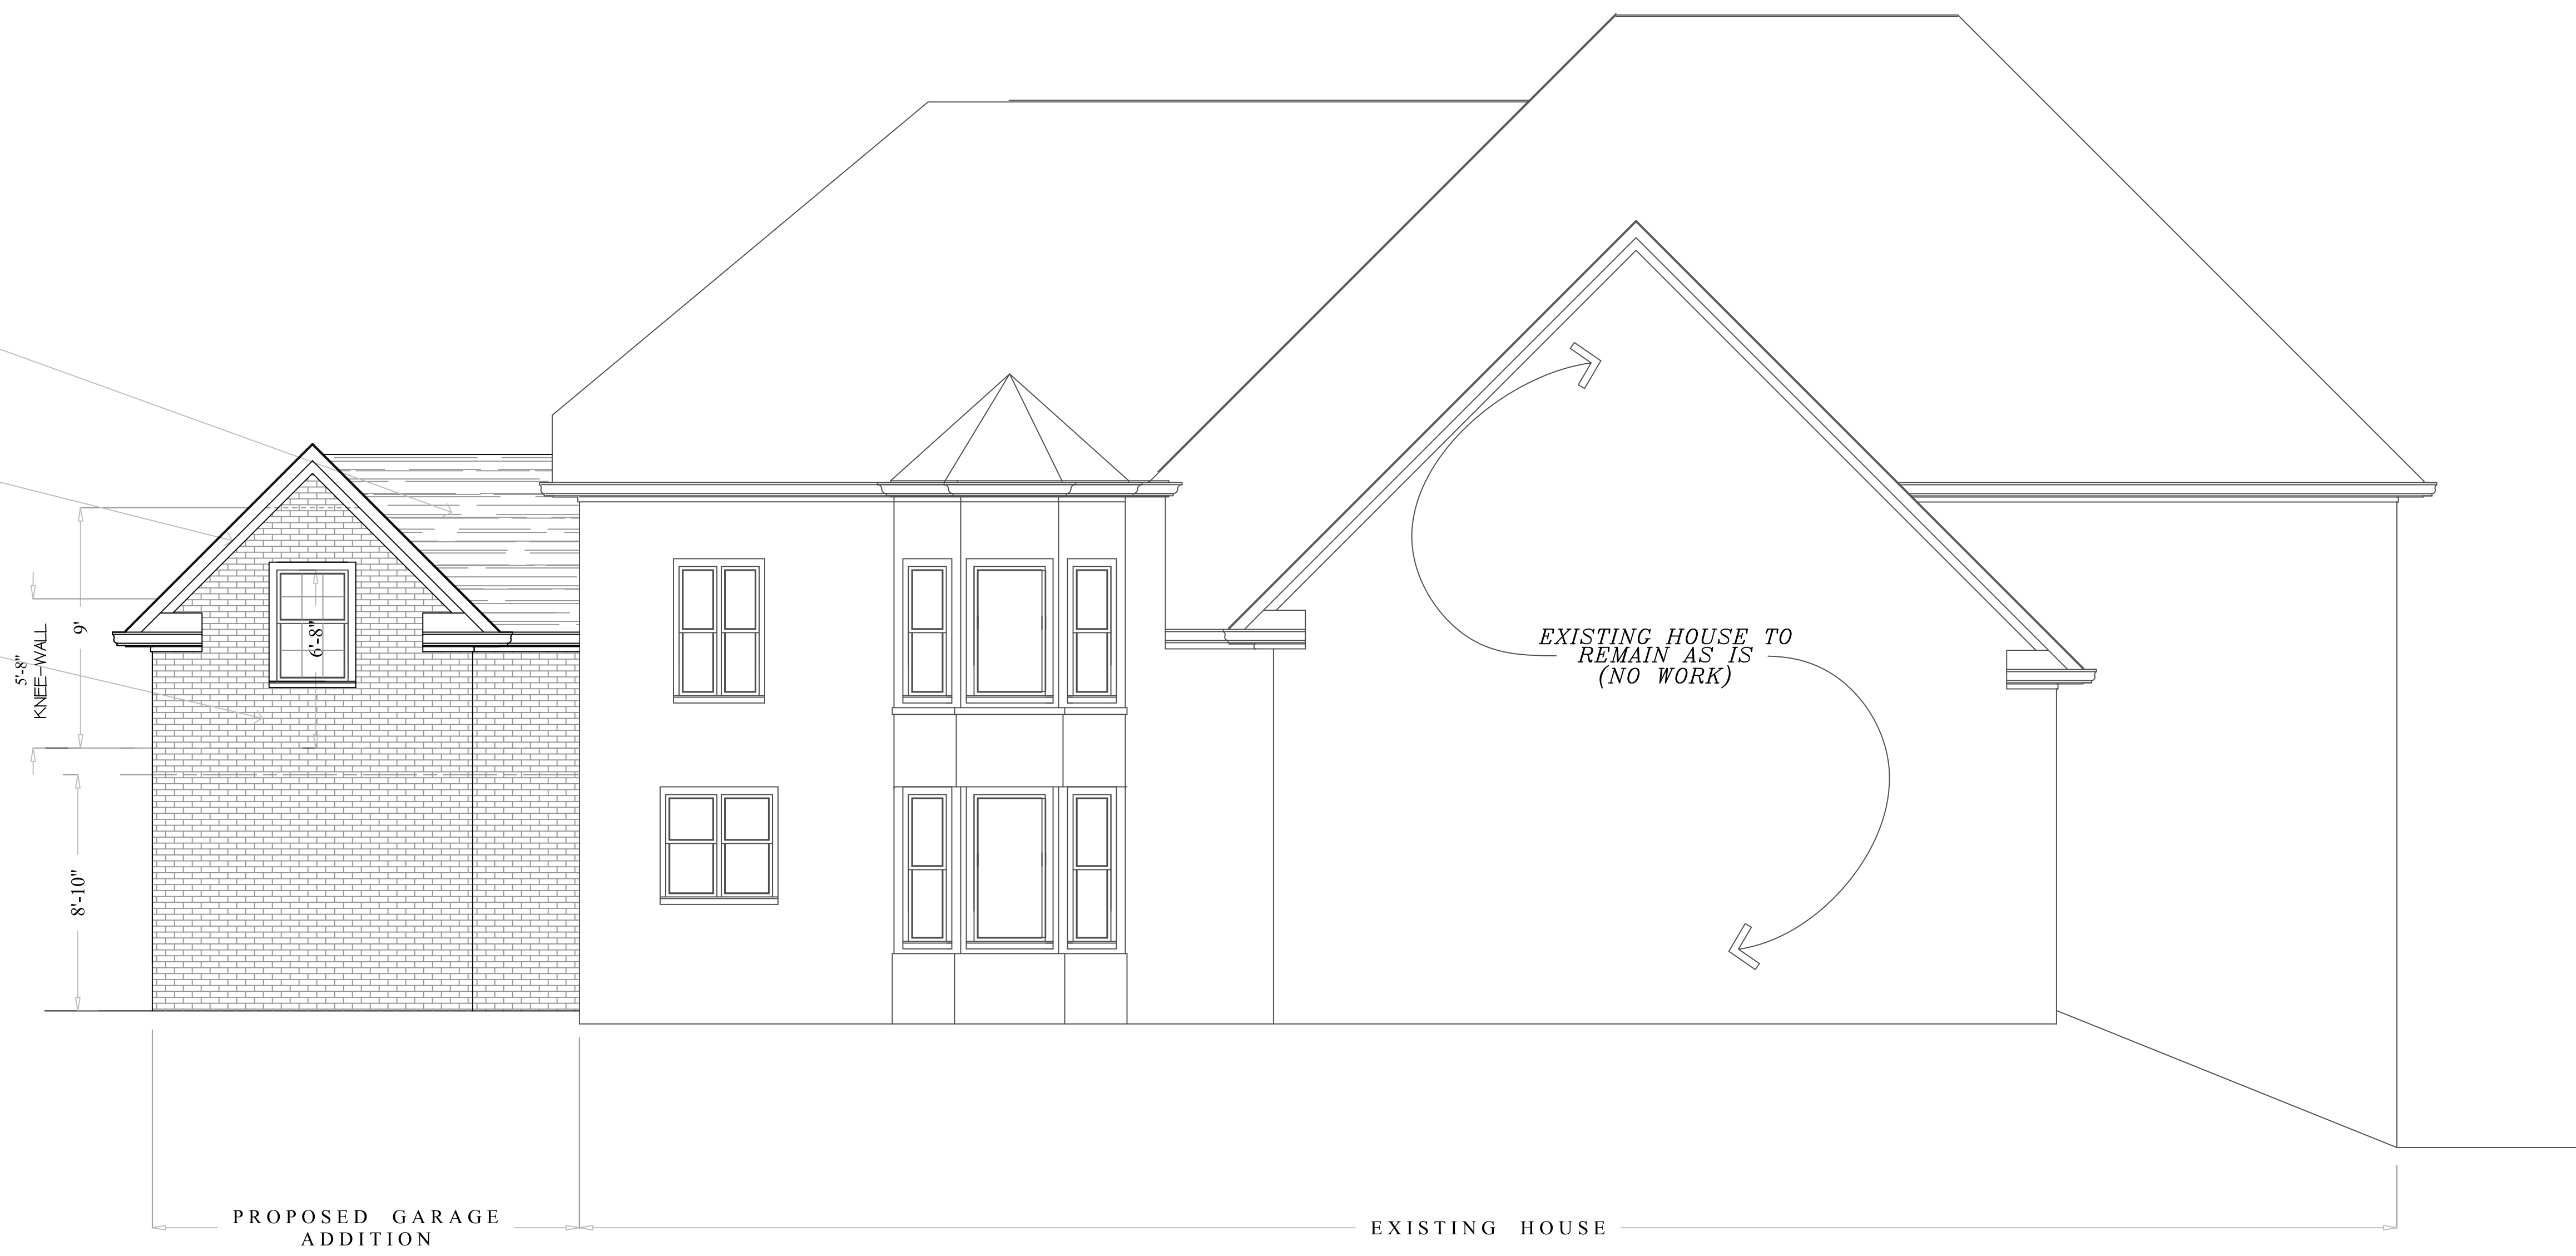 5'-8"
KNEE-WALL
9'
6'-8"
EXISTING HOUSE TO
REMAIN AS IS
(NO WORK)
8'-10"
PROPOSED GARAGE
ADDITION
EXISTING HOUSE